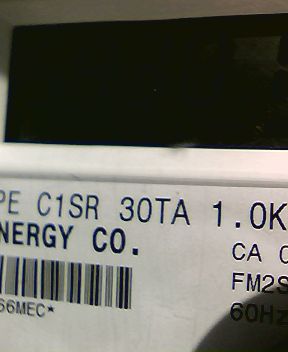 PE C1SR 30TA 1.0K
NERGY CO.
CA
FM2S
66MEC*
60Hz